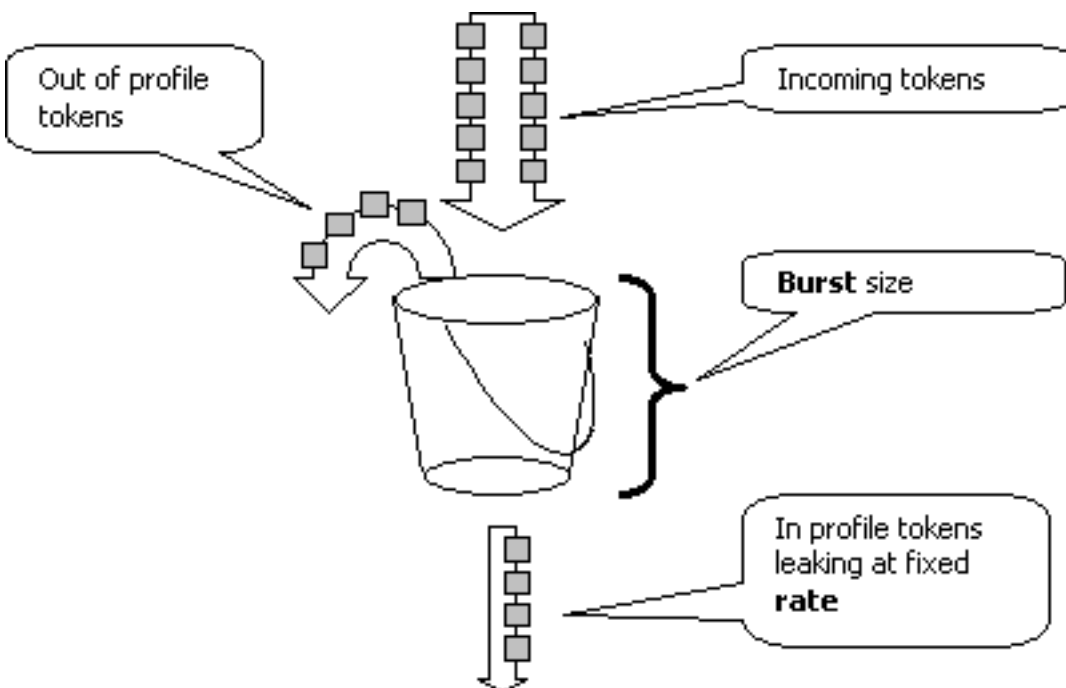 Out of profile
tokens
Incoming tokens
Burst size
In profile tokens
leaking at fixed
rate